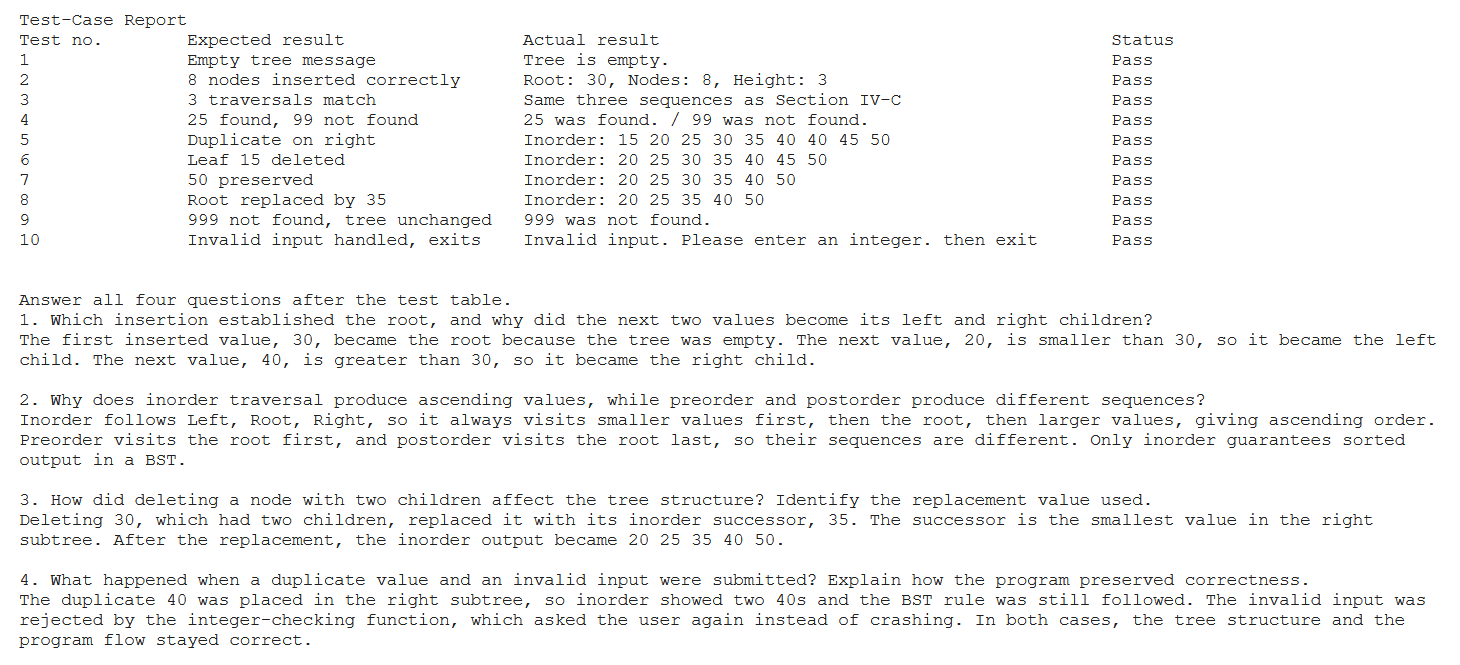 Test-Case Report
Test no. Expected result Actual result Status
1 Empty tree message Tree is empty. Pass
2 8 nodes inserted correctly Root: 30, Nodes: 8, Height: 3 Pass
3 3 traversals match Same three sequences as Section IV-C Pass
4 25 found, 99 not found 25 was found. / 99 was not found. Pass
5 Duplicate on right Inorder: 15 20 25 30 35 40 40 45 50 Pass
6 Leaf 15 deleted Inorder: 20 25 30 35 40 45 50 Pass
7 50 preserved Inorder: 20 25 30 35 40 50 Pass
8 Root replaced by 35 Inorder: 20 25 35 40 50 Pass
9 999 not found, tree unchanged 999 was not found. Pass
10 Invalid input handled, exits Invalid input. Please enter an integer. then exit Pass
Answer all four questions after the test table.
1. Which insertion established the root, and why did the next two values become its left and right children?
The first inserted value, 30, became the root because the tree was empty. The next value, 20, is smaller than 30, so it became the left
child. The next value, 40, is greater than 30, so it became the right child.
2. Why does inorder traversal produce ascending values, while preorder and postorder produce different sequences?
Inorder follows Left, Root, Right, so it always visits smaller values first, then the root, then larger values, giving ascending order.
Preorder visits the root first, and postorder visits the root last, so their sequences are different. Only inorder guarantees sorted
output in a BST.
3. How did deleting a node with two children affect the tree structure? Identify the replacement value used.
Deleting 30, which had two children, replaced it with its inorder successor, 35. The successor is the smallest value in the right
subtree. After the replacement, the inorder output became 20 25 35 40 50.
4. What happened when a duplicate value and an invalid input were submitted? Explain how the program preserved correctness.
The duplicate 40 was placed in the right subtree, so inorder showed two 40s and the BST rule was still followed. The invalid input was
rejected by the integer-checking function, which asked the user again instead of crashing. In both cases, the tree structure and the
program flow stayed correct.